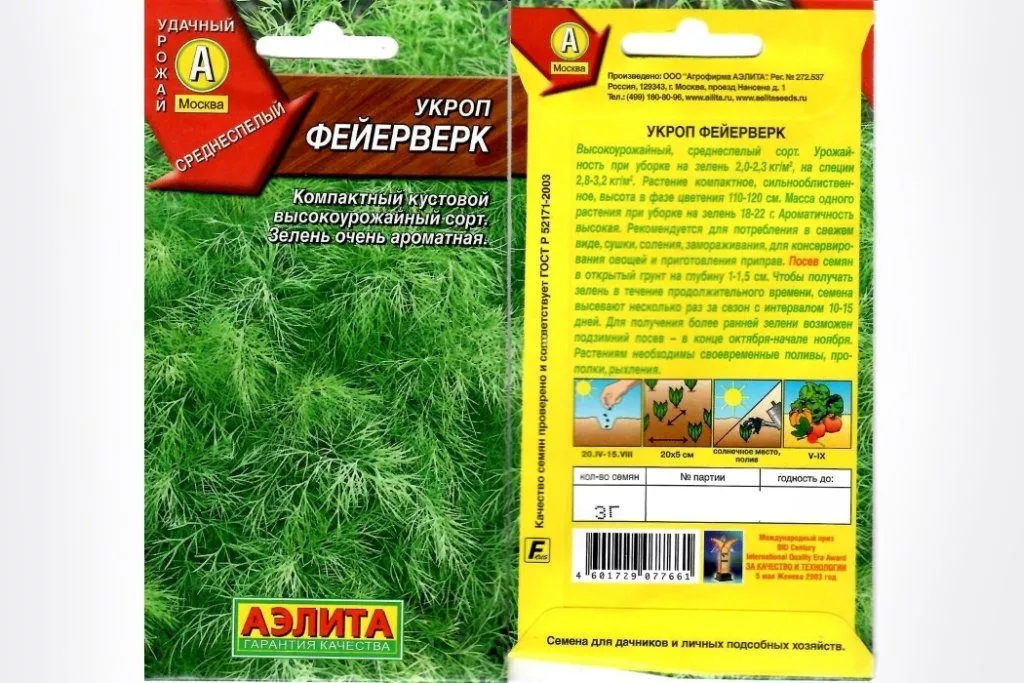 УДАЧНЫЙ
УРОЖАЙ
А
Москва
СРЕДНЕСПЕЛЫЙ
УКРОП
ФЕЙЕРВЕРК
Компактный кустовой
высокоурожайный сорт.
Зелень очень ароматная.
АЭЛИТА
ГАРАНТИЯ КАЧЕСТВА
А
Москва
Произведено: ООО "Агрофирма АЭЛИТА". Рег. № 272.537
Россия, 129343, г. Москва, проезд Нансена д. 1
Тел.: (499) 180-80-96, www.ailita.ru, www.aelitaseeds.ru
УКРОП ФЕЙЕРВЕРК
Высокоурожайный, среднеспелый сорт. Урожай-
ность при уборке на зелень 2,0-2,3 кг/м², на специи
2,8-3,2 кг/м². Растение компактное, сильнооблиствен-
ное, высота в фазе цветения 110-120 см. Масса одного
растения при уборке на зелень 18-22 г. Ароматичность
высокая. Рекомендуется для потребления в свежем
виде, сушки, соления, замораживания, для консервиро-
вания овощей и приготовления приправ. Посев семян
в открытый грунт на глубину 1-1,5 см. Чтобы получать
зелень в течение продолжительного времени, семена
высевают несколько раз за сезон с интервалом 10-15
дней. Для получения более ранней зелени возможен
подзимний посев – в конце октября-начале ноября.
Растениям необходимы своевременные поливы, про-
полки, рыхления.
Качество семян проверено и соответствует ГОСТ Р 52171-2003
20.IV-15.VIII
20х5 см
солнечное место,
полив
V-IX
кол-во семян
№ партии
годность до:
3Г
F
4 601729 077661
Международный приз
BID Century
International Quality Era Award
ЗА КАЧЕСТВО И ТЕХНОЛОГИИ
5 мая Женева 2003 год
Семена для дачников и личных подсобных хозяйств.